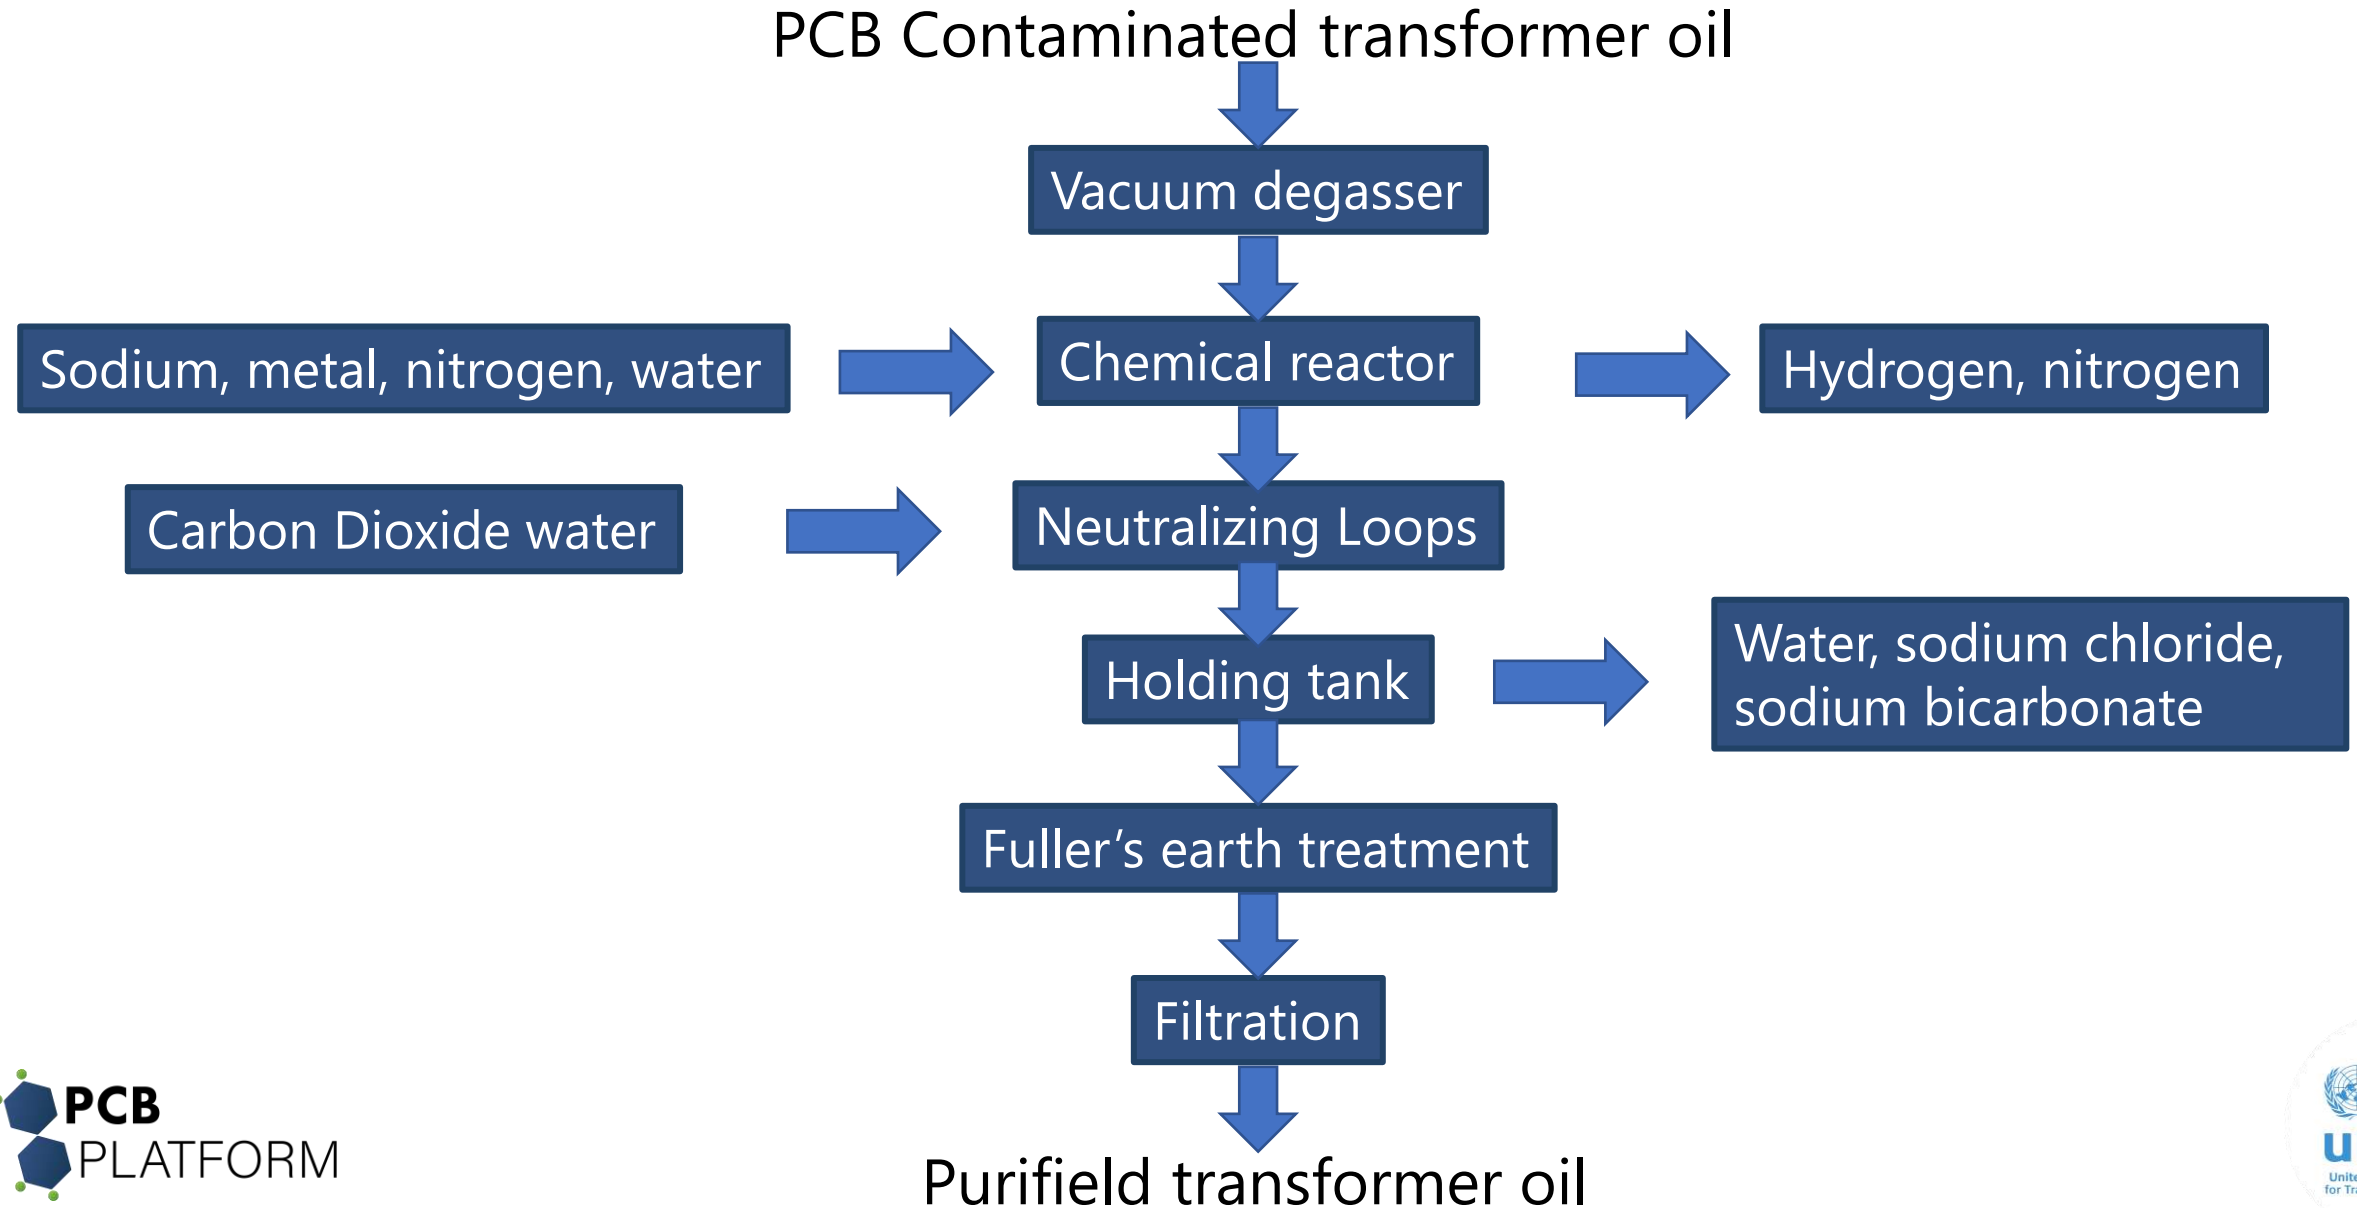 PCB Contaminated transformer oil
Vacuum degasser
Sodium, metal, nitrogen, water
Chemical reactor
Hydrogen, nitrogen
Carbon Dioxide water
Neutralizing Loops
Holding tank
Water, sodium chloride,
sodium bicarbonate
Fuller’s earth treatment
Filtration
Purifield transformer oil
PCB
PLATFORM
for